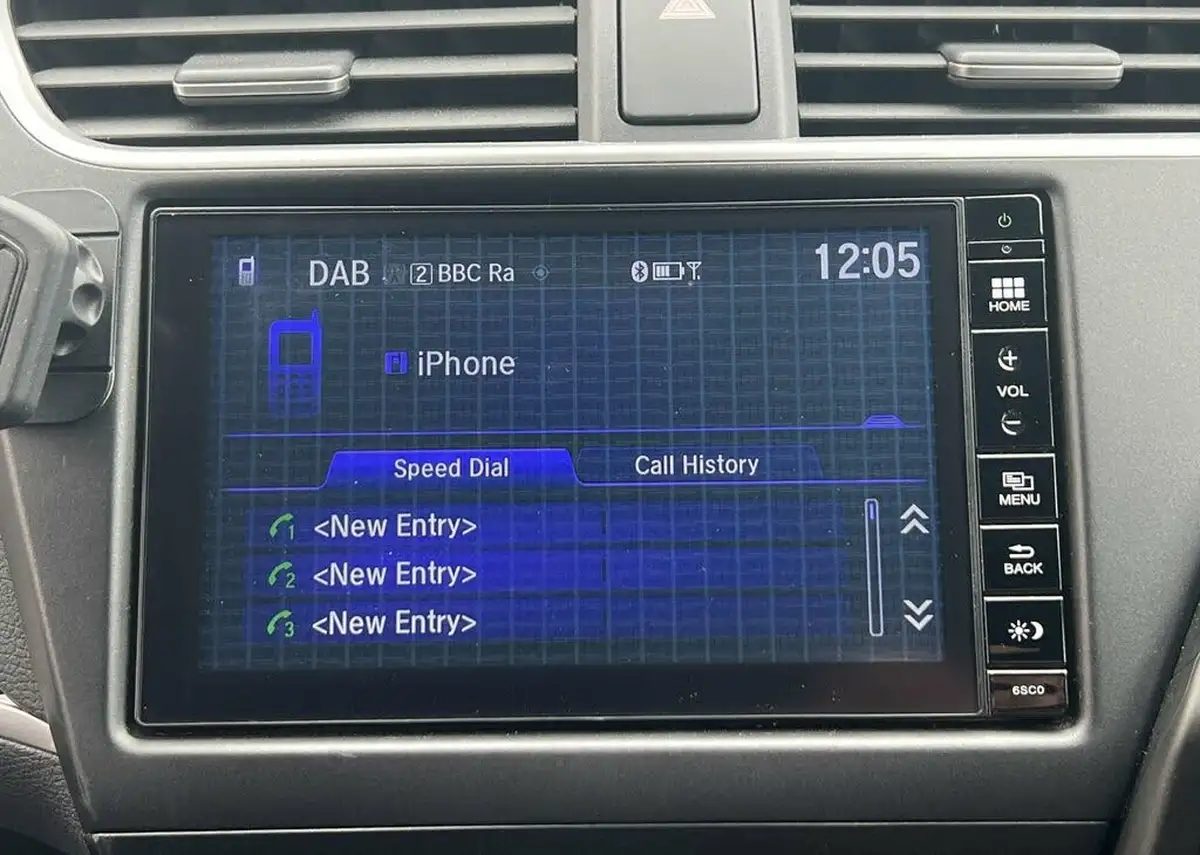 DAB 2 BBC Ra 12:05
iPhone
Speed Dial Call History
1 <New Entry>
2 <New Entry>
3 <New Entry>
HOME
VOL
MENU
BACK
6SC0